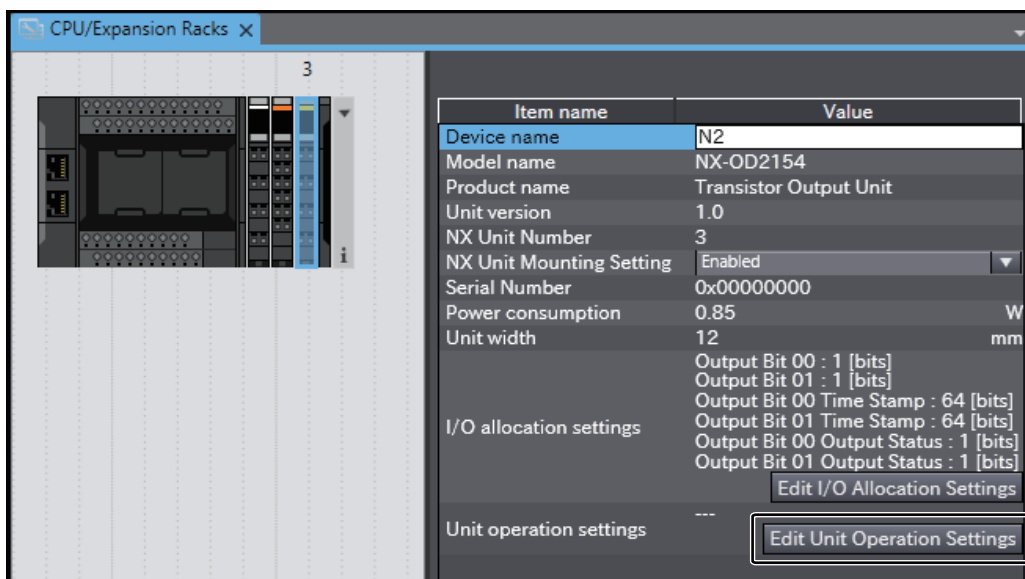 CPU/Expansion Racks
3
i
Item name Value
Device name N2
Model name NX-OD2154
Product name Transistor Output Unit
Unit version 1.0
NX Unit Number 3
NX Unit Mounting Setting Enabled
Serial Number 0x00000000
Power consumption 0.85 W
Unit width 12 mm
I/O allocation settings
Output Bit 00 : 1 [bits]
Output Bit 01 : 1 [bits]
Output Bit 00 Time Stamp : 64 [bits]
Output Bit 01 Time Stamp : 64 [bits]
Output Bit 00 Output Status : 1 [bits]
Output Bit 01 Output Status : 1 [bits]
Edit I/O Allocation Settings
Unit operation settings ---
Edit Unit Operation Settings